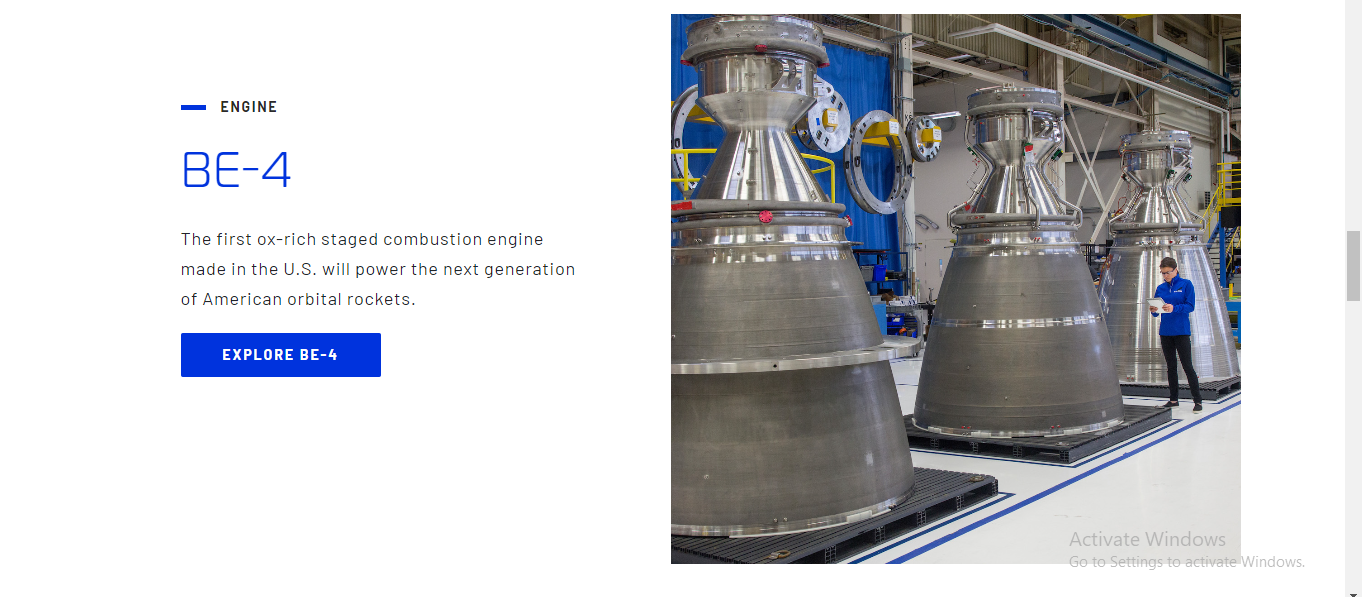 ENGINE
BE-4
The first ox-rich staged combustion engine
made in the U.S. will power the next generation
of American orbital rockets.
EXPLORE BE-4
Activate Windows
Go to Settings to activate Windows.